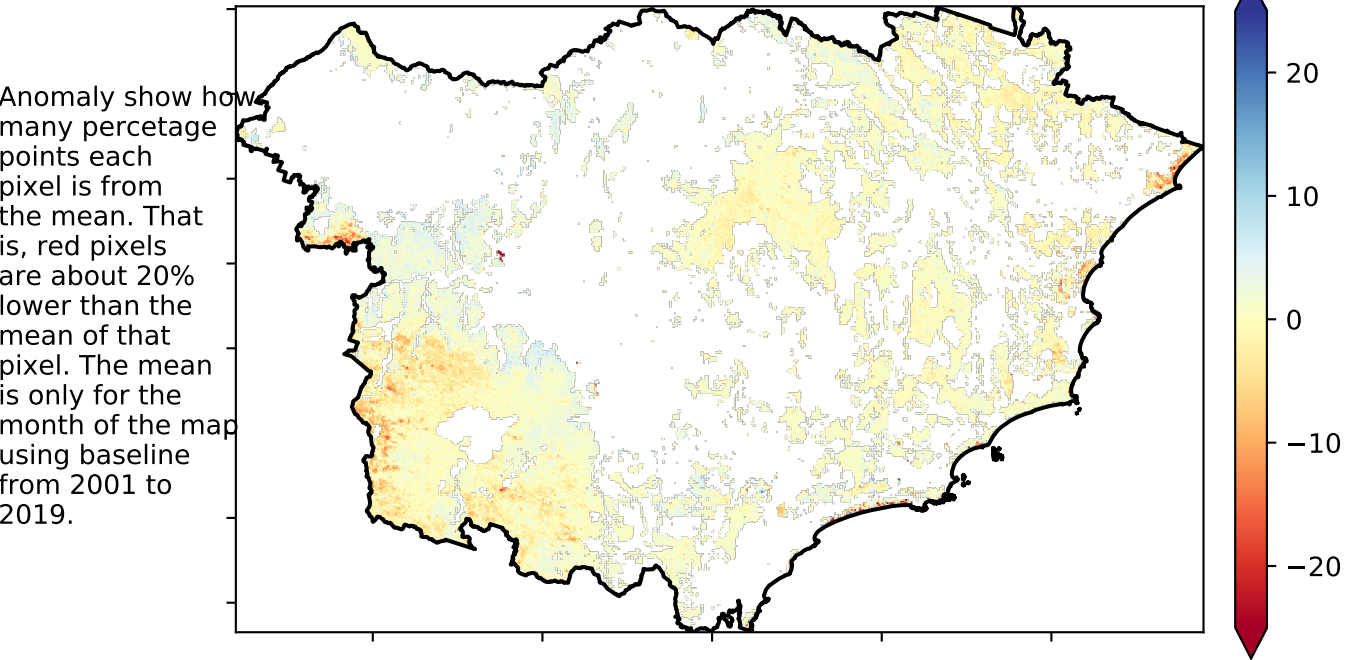 Anomaly show how
many percetage
points each
pixel is from
the mean. That
is, red pixels
are about 20%
lower than the
mean of that
pixel. The mean
is only for the
month of the map
using baseline
from 2001 to
2019.
20
10
0
−10
−20